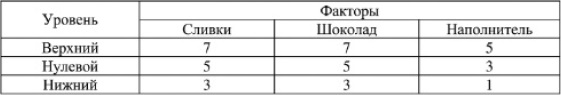 Уровень Факторы
Сливки Шоколад Наполнитель
Верхний 7 7 5
Нулевой 5 5 3
Нижний 3 3 1